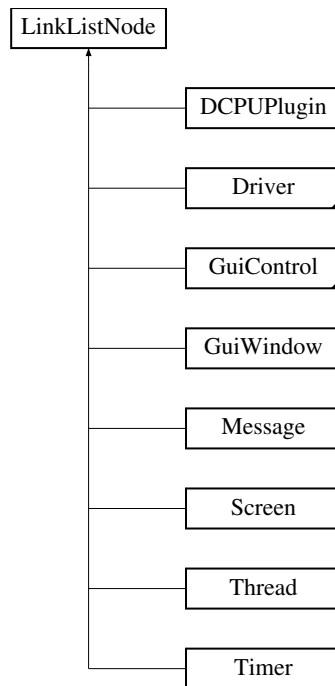 LinkListNode
DCPUPlugin
Driver
GuiControl
GuiWindow
Message
Screen
Thread
Timer